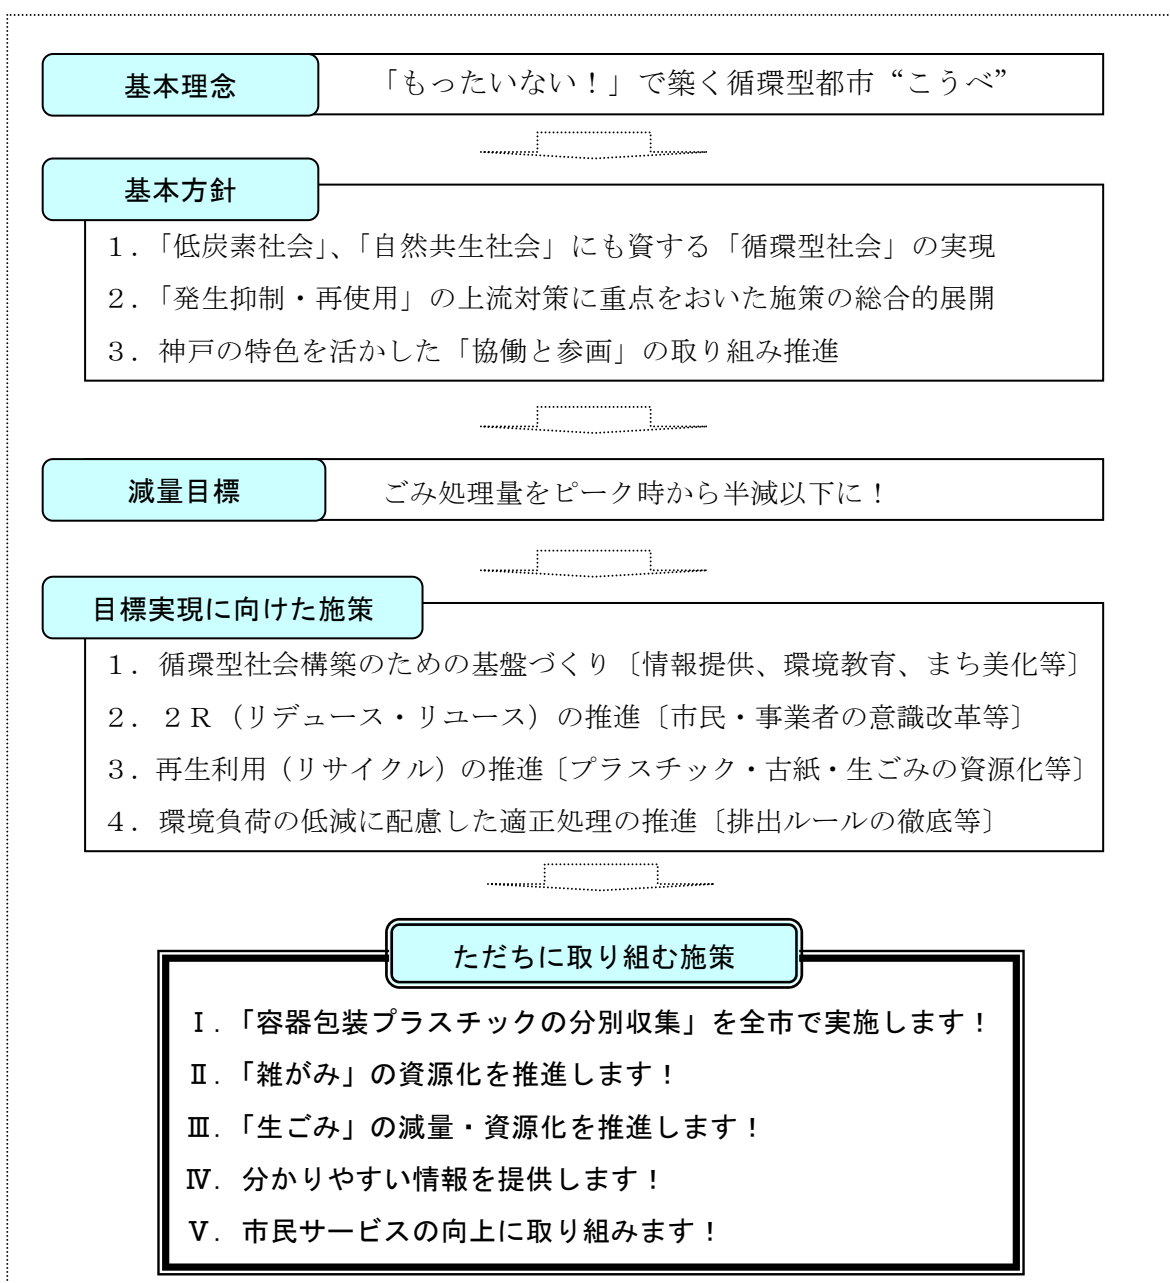 基本理念
「もったいない！」で築く循環型都市“こうべ”
基本方針
１．「低炭素社会」、「自然共生社会」にも資する「循環型社会」の実現
２．「発生抑制・再使用」の上流対策に重点をおいた施策の総合的展開
３．神戸の特色を活かした「協働と参画」の取り組み推進
減量目標
ごみ処理量をピーク時から半減以下に！
目標実現に向けた施策
１．循環型社会構築のための基盤づくり〔情報提供、環境教育、まち美化等〕
２．２Ｒ（リデュース・リユース）の推進〔市民・事業者の意識改革等〕
３．再生利用（リサイクル）の推進〔プラスチック・古紙・生ごみの資源化等〕
４．環境負荷の低減に配慮した適正処理の推進〔排出ルールの徹底等〕
ただちに取り組む施策
Ⅰ．「容器包装プラスチックの分別収集」を全市で実施します！
Ⅱ．「雑がみ」の資源化を推進します！
Ⅲ．「生ごみ」の減量・資源化を推進します！
Ⅳ．分かりやすい情報を提供します！
Ⅴ．市民サービスの向上に取り組みます！